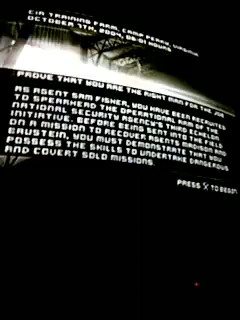 CIA TRAINING FARM, CAMP PERRY, VIRGINIA
OCTOBER 7TH, 2004, 06:01 HOURS
PROVE THAT YOU ARE THE RIGHT MAN FOR THE JOB
AS AGENT SAM FISHER, YOU HAVE BEEN RECRUITED
TO SPEARHEAD THE OPERATIONAL ARM OF THE
NATIONAL SECURITY AGENCY'S THIRD ECHELON
INITIATIVE. BEFORE BEING SENT INTO THE FIELD
ON A MISSION TO RECOVER AGENTS MADISON AND
BLAUSTEIN, YOU MUST DEMONSTRATE THAT YOU
POSSESS THE SKILLS TO UNDERTAKE DANGEROUS
AND COVERT SOLO MISSIONS.
PRESS X TO BEGIN